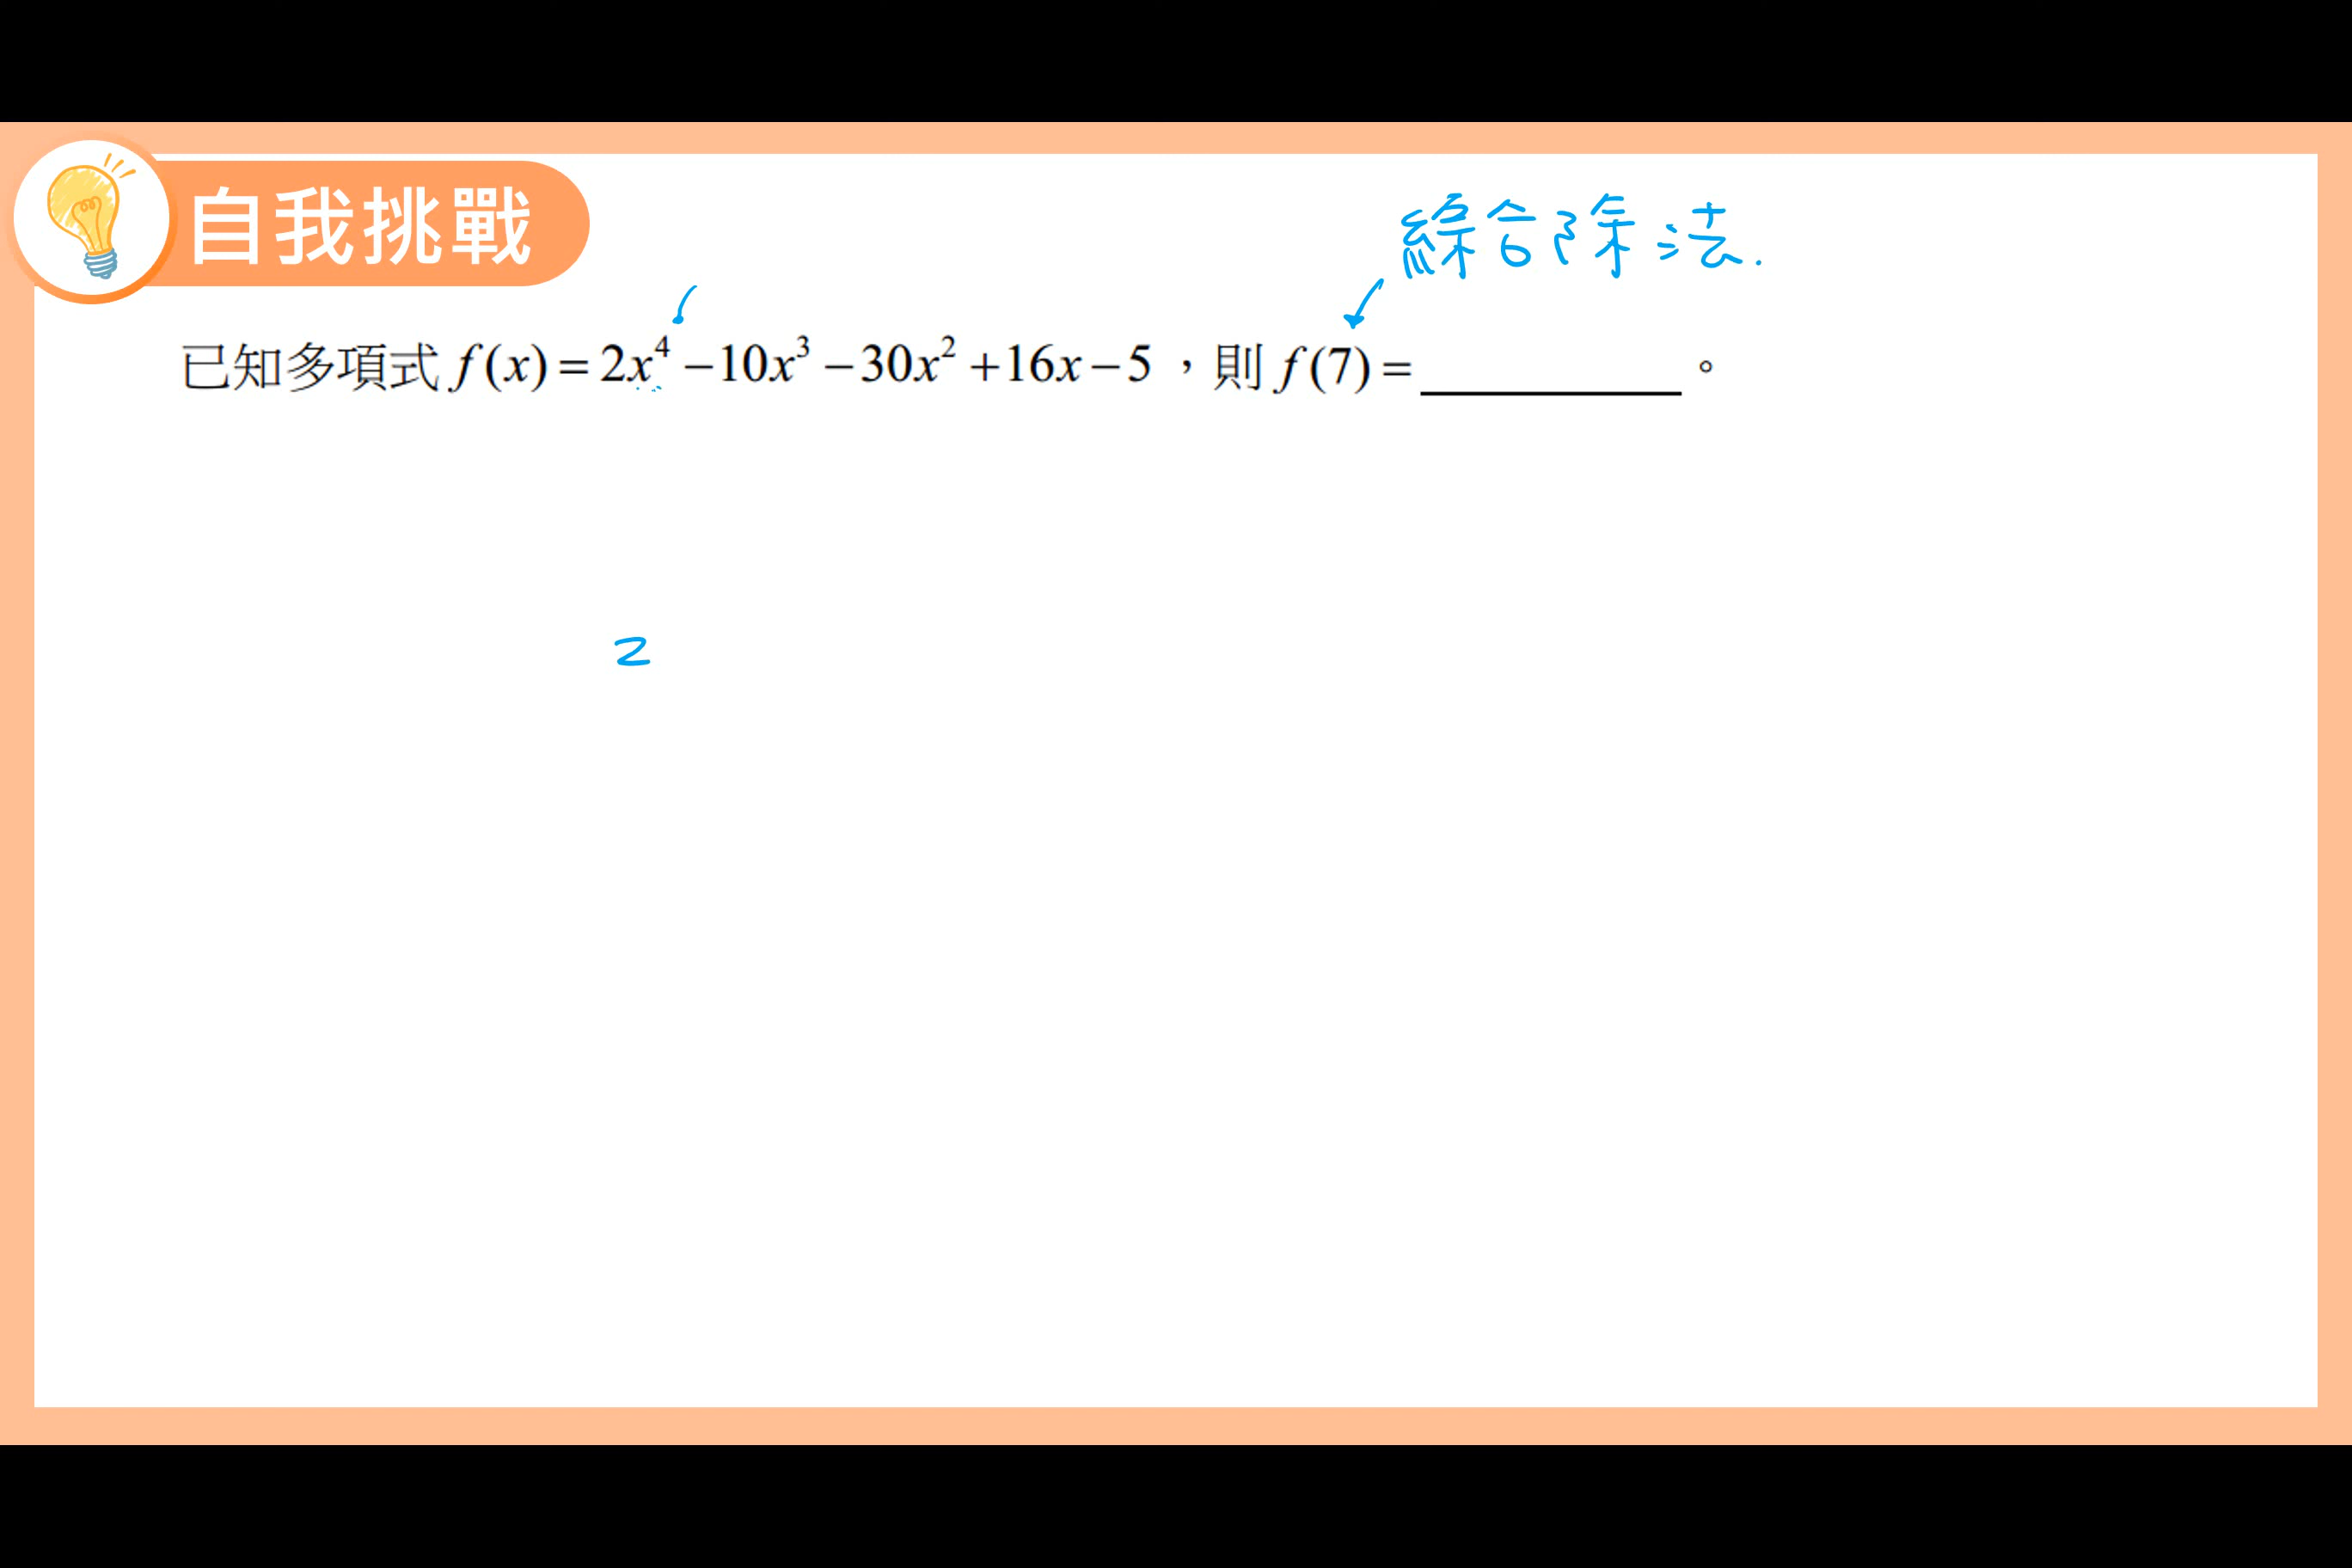 自我挑戰
綜合除法.
已知多項式 f(x) = 2x⁴ − 10x³ − 30x² + 16x − 5，則 f(7) = ________。
2